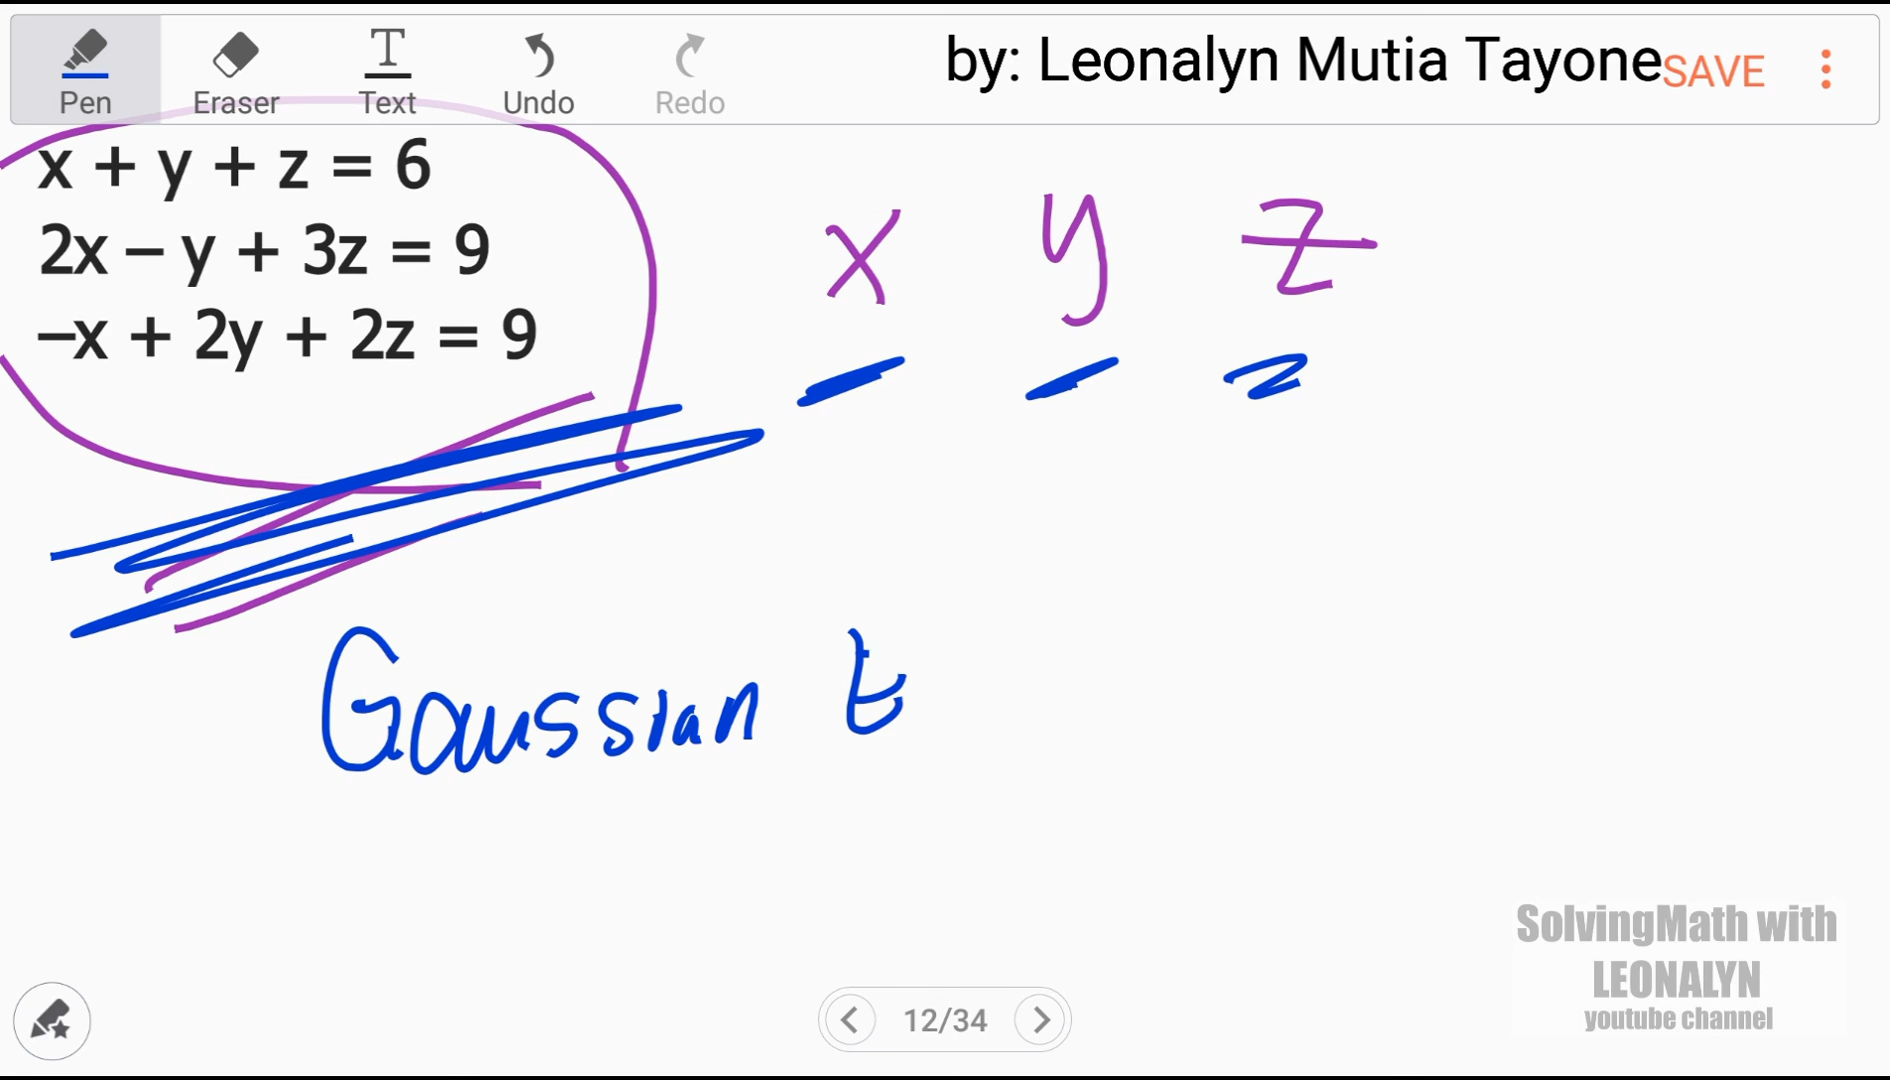 by: Leonalyn Mutia Tayone
SAVE
Pen
Eraser
T
Text
Undo
Redo
x + y + z = 6
2x – y + 3z = 9
–x + 2y + 2z = 9
x y z
Gaussian E
12/34
SolvingMath with
LEONALYN
youtube channel